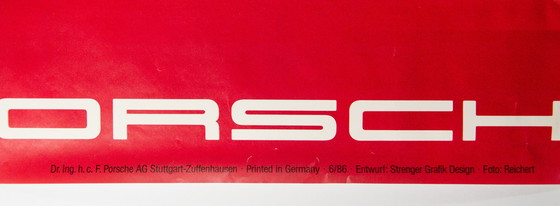 ORSCH
Dr. Ing. h. c. F. Porsche AG Stuttgart-Zuffenhausen · Printed in Germany · 6/86 · Entwurf: Strenger Grafik Design · Foto: Reichert